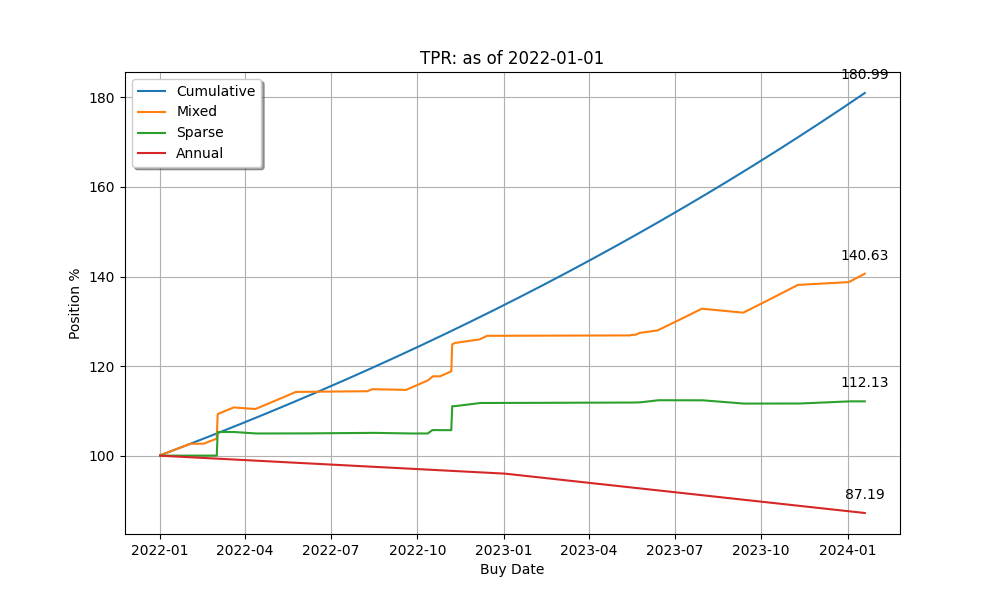 TPR: as of 2022-01-01
180.99
180
Cumulative
Mixed
Sparse
Annual
160
140.63
140
Position %
120
112.13
100
87.19
2022-01 2022-04 2022-07 2022-10 2023-01 2023-04 2023-07 2023-10 2024-01
Buy Date